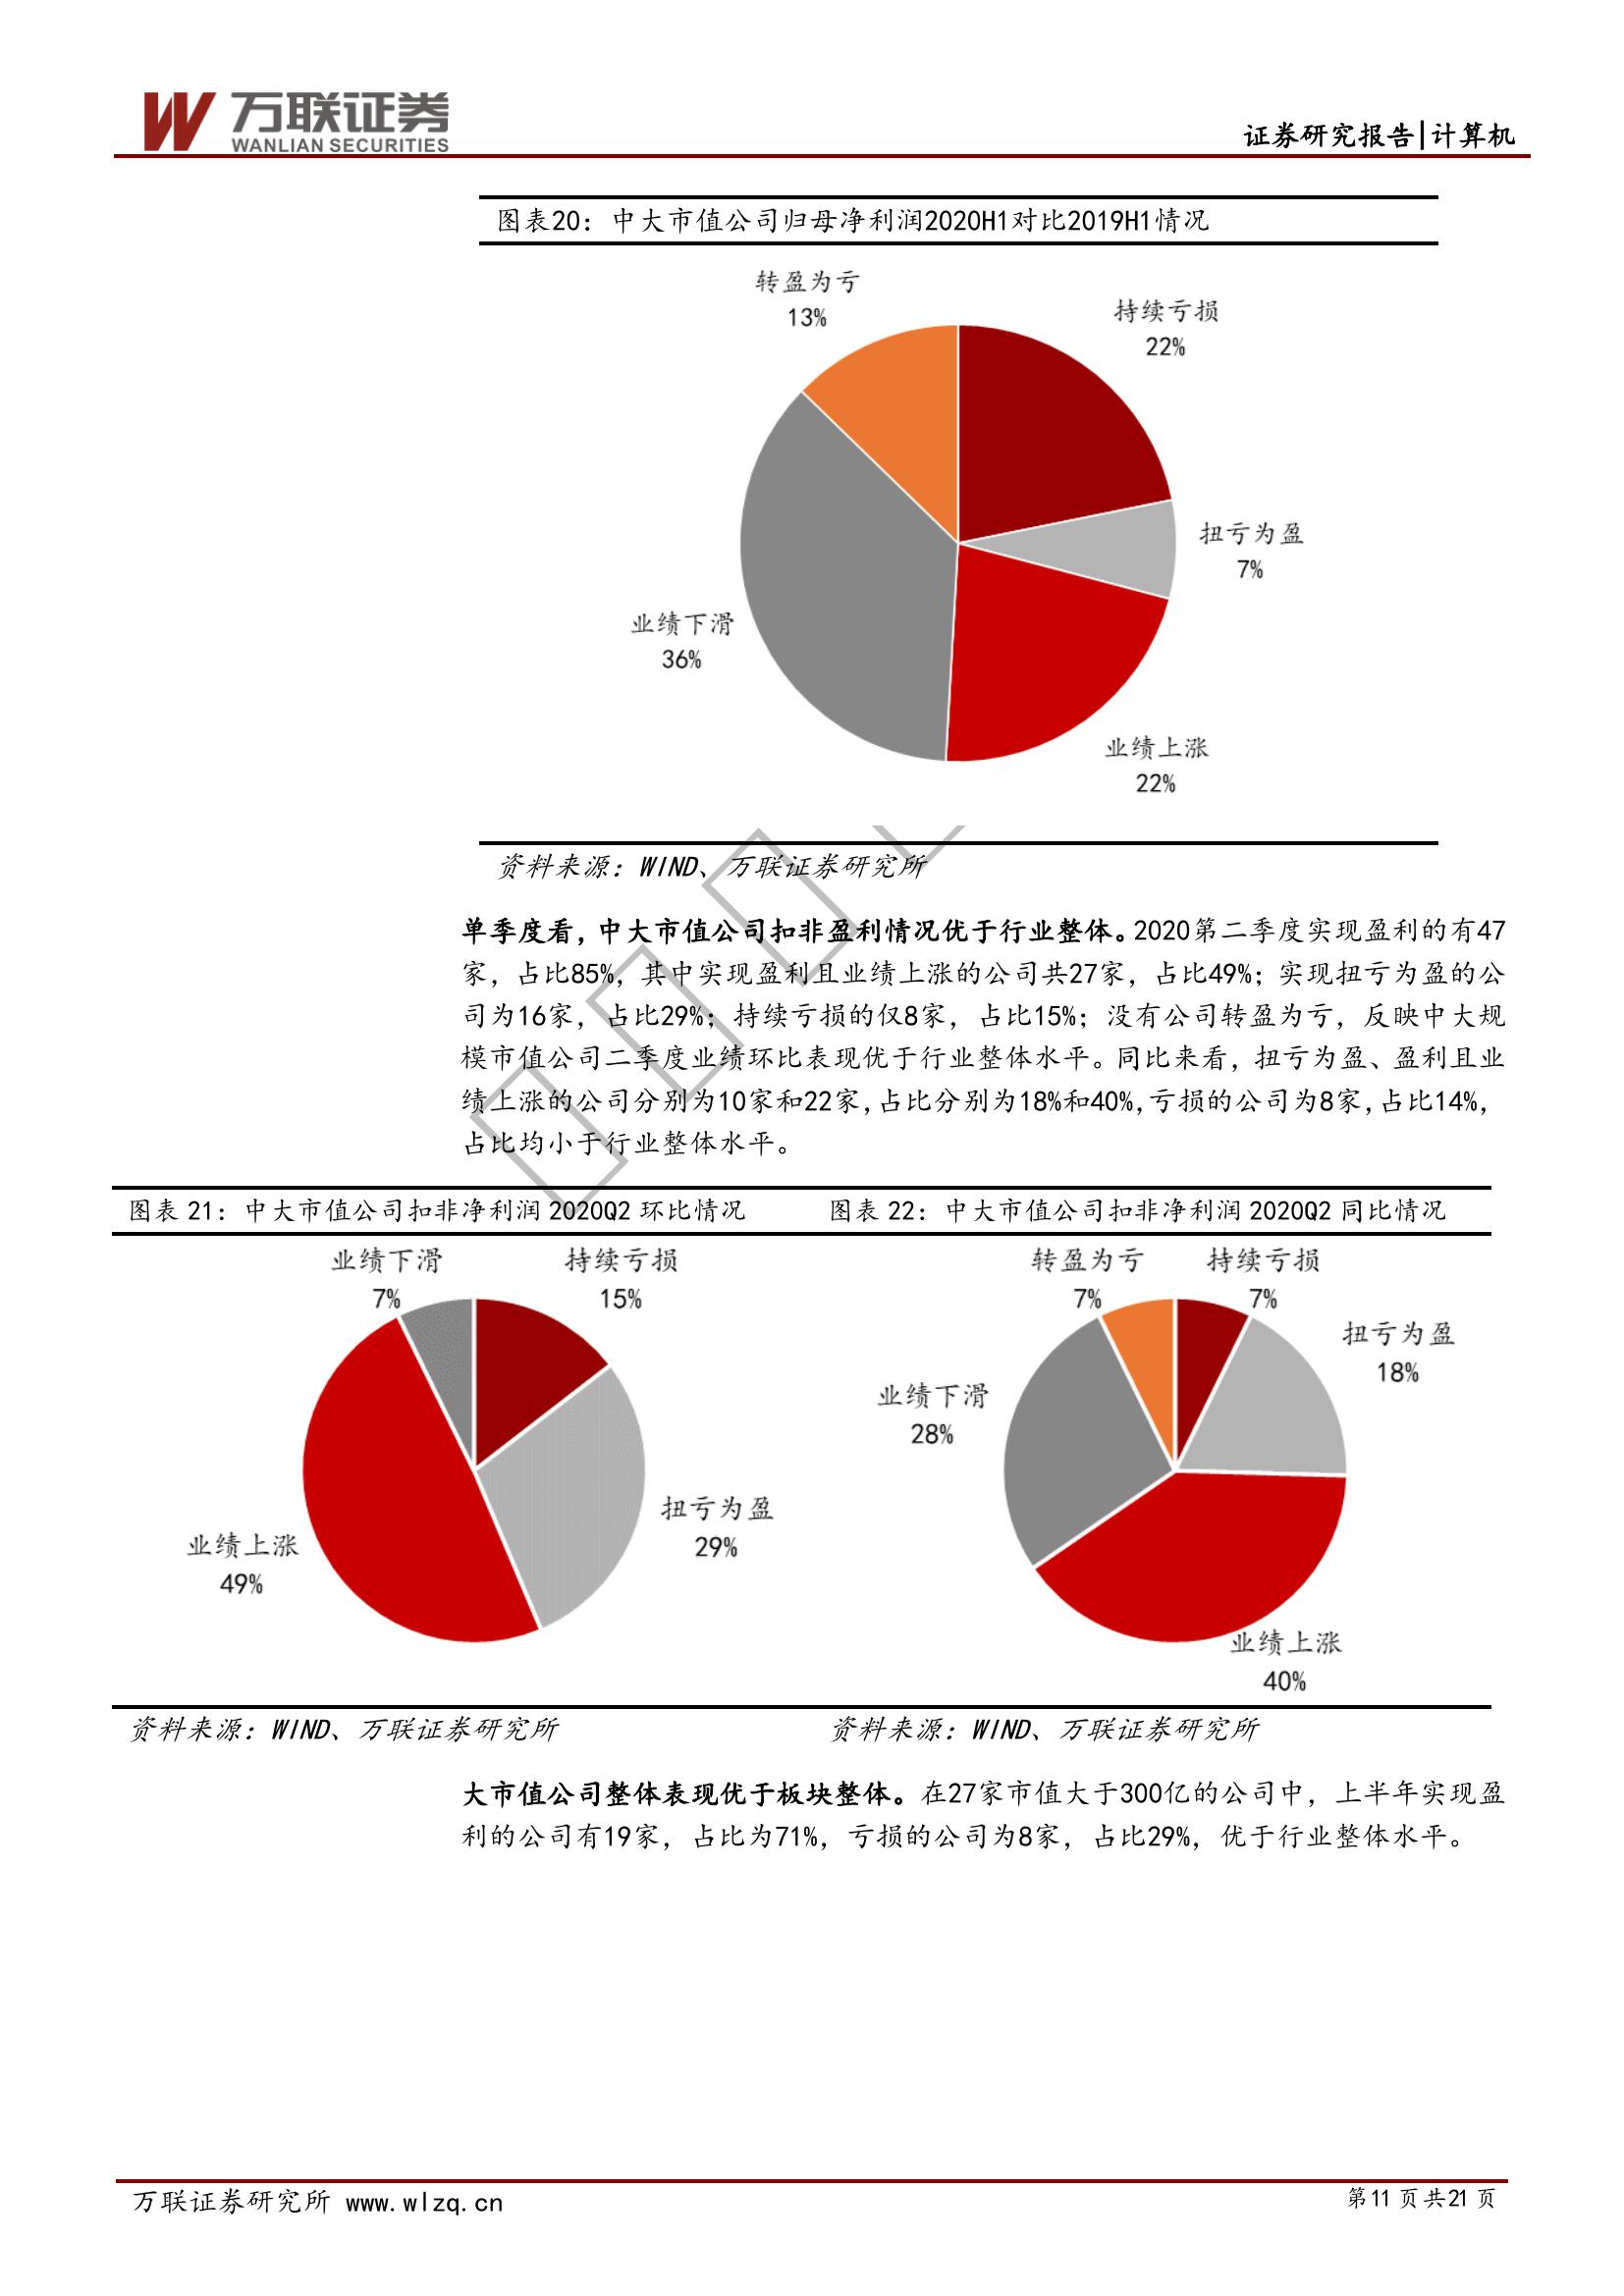 万联证券
WANLIAN SECURITIES
证券研究报告|计算机
图表20：中大市值公司归母净利润2020H1对比2019H1情况
转盈为亏
13%
持续亏损
22%
扭亏为盈
7%
业绩下滑
36%
业绩上涨
22%
资料来源：WIND、万联证券研究所
单季度看，中大市值公司扣非盈利情况优于行业整体。2020第二季度实现盈利的有47
家，占比85%，其中实现盈利且业绩上涨的公司共27家，占比49%；实现扭亏为盈的公
司为16家，占比29%；持续亏损的仅8家，占比15%；没有公司转盈为亏，反映中大规
模市值公司二季度业绩环比表现优于行业整体水平。同比来看，扭亏为盈、盈利且业
绩上涨的公司分别为10家和22家,占比分别为18%和40%,亏损的公司为8家,占比14%，
占比均小于行业整体水平。
图表 21：中大市值公司扣非净利润 2020Q2 环比情况
业绩下滑
7%
持续亏损
15%
扭亏为盈
29%
业绩上涨
49%
资料来源：WIND、万联证券研究所
图表 22：中大市值公司扣非净利润 2020Q2 同比情况
转盈为亏
7%
持续亏损
7%
扭亏为盈
18%
业绩下滑
28%
业绩上涨
40%
资料来源：WIND、万联证券研究所
大市值公司整体表现优于板块整体。在27家市值大于300亿的公司中，上半年实现盈
利的公司有19家，占比为71%，亏损的公司为8家，占比29%，优于行业整体水平。
万联证券研究所 www.wlzq.cn
第11 页 共21 页